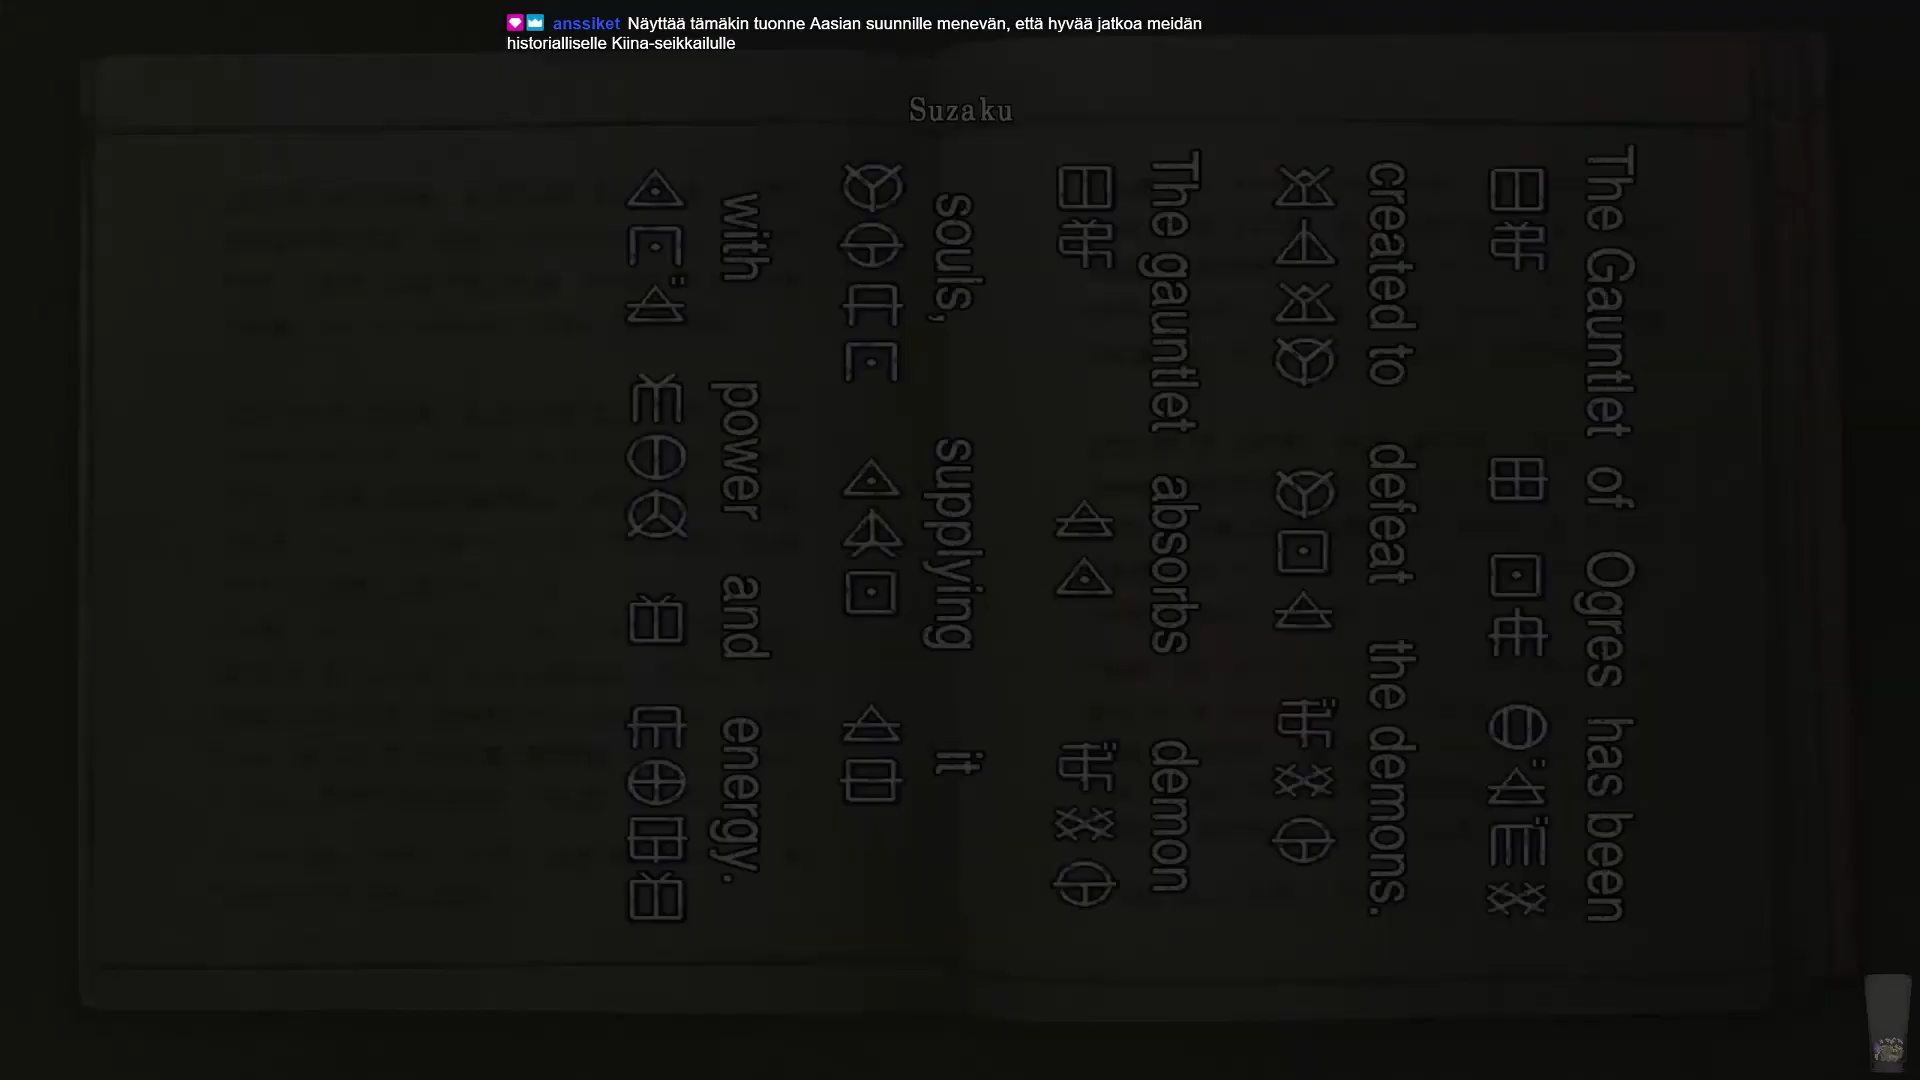 anssiket Näyttää tämäkin tuonne Aasian suunnille menevän, että hyvää jatkoa meidän
historialliselle Kiina-seikkailulle
Suzaku
The Gauntlet of Ogres has been
created to defeat the demons.
The gauntlet absorbs demon
souls, supplying it
with power and energy.